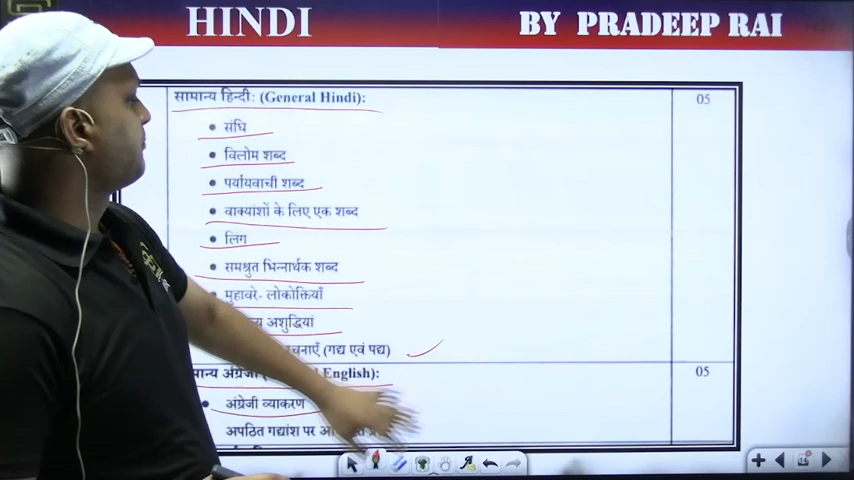 HINDI
BY PRADEEP RAI
सामान्य हिन्दी: (General Hindi): 05
• संधि
• विलोम शब्द
• पर्यायवाची शब्द
• वाक्यांशों के लिए एक शब्द
• लिंग
• समश्रुत भिन्नार्थक शब्द
मुहावरे- लोकोक्तियाँ
अशुद्धियां
(गद्य एवं पद्य)
अंग्रेजी English): 05
• अंग्रेजी व्याकरण
अपठित गद्यांश पर